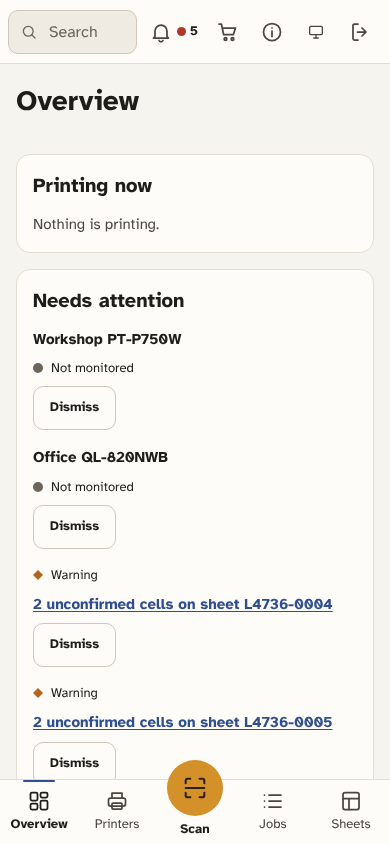 Search
5
Overview
Printing now
Nothing is printing.
Needs attention
Workshop PT-P750W
Not monitored
Dismiss
Office QL-820NWB
Not monitored
Dismiss
Warning
2 unconfirmed cells on sheet L4736-0004
Dismiss
Warning
2 unconfirmed cells on sheet L4736-0005
Dismiss
Overview
Printers
Scan
Jobs
Sheets